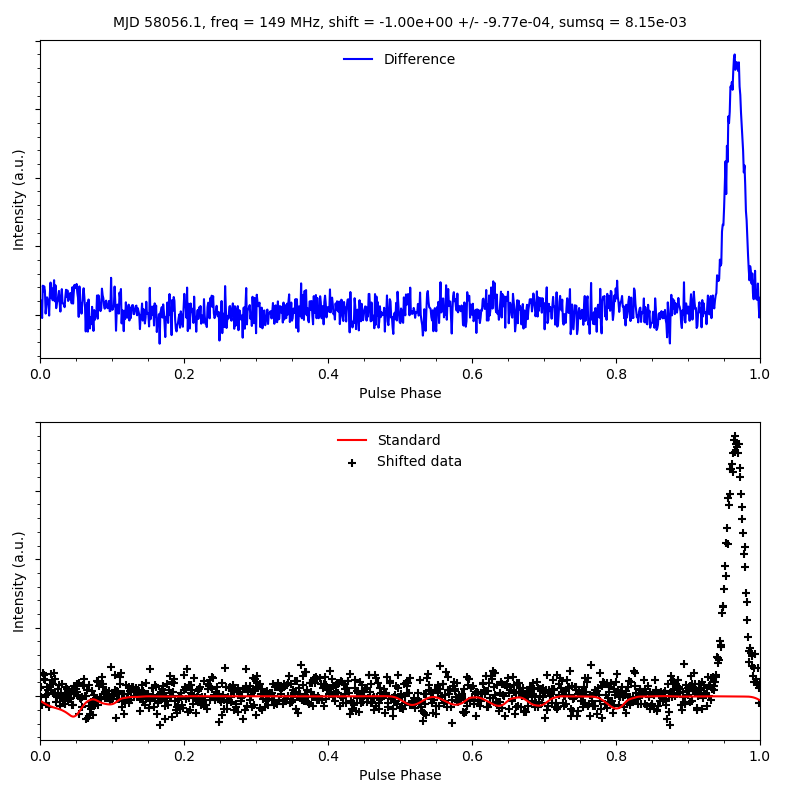 MJD 58056.1, freq = 149 MHz, shift = -1.00e+00 +/- -9.77e-04, sumsq = 8.15e-03
Difference
Intensity (a.u.)
0.0 0.2 0.4 0.6 0.8 1.0
Pulse Phase
Standard
Shifted data
Intensity (a.u.)
0.0 0.2 0.4 0.6 0.8 1.0
Pulse Phase